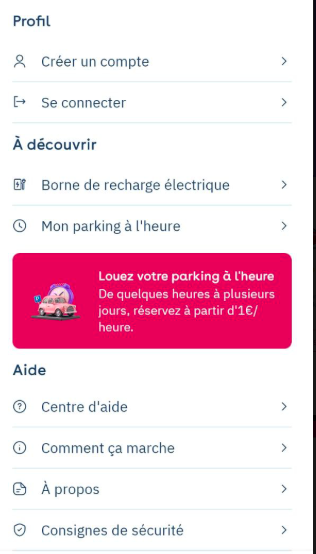 Profil
Créer un compte
Se connecter
À découvrir
Borne de recharge électrique
Mon parking à l'heure
Louez votre parking à l'heure
De quelques heures à plusieurs
jours, réservez à partir d'1€/
heure.
Aide
Centre d'aide
Comment ça marche
À propos
Consignes de sécurité